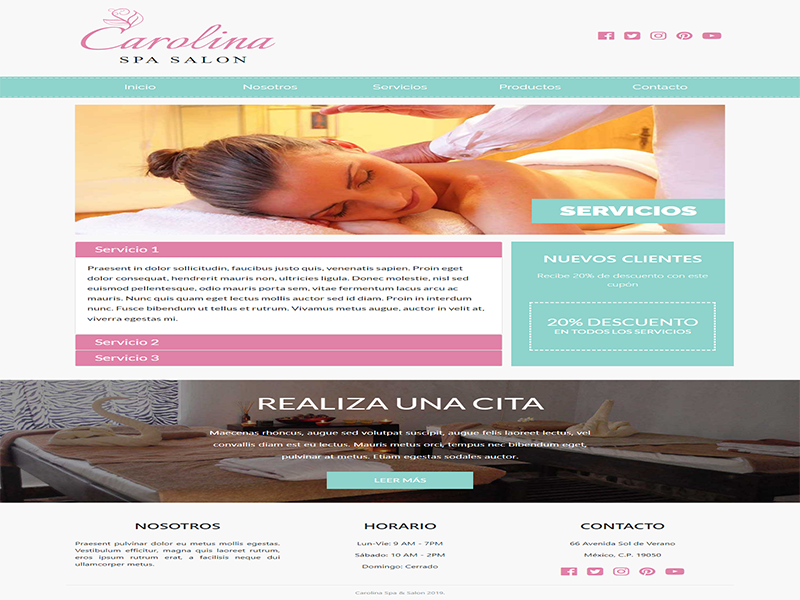 Carolina
SPA SALON
Inicio Nosotros Servicios Productos Contacto
SERVICIOS
Servicio 1
Praesent in dolor sollicitudin, faucibus justo quis, venenatis sapien. Proin eget
dolor consequat, hendrerit mauris non, ultricies ligula. Donec molestie, nisl sed
euismod pellentesque, odio mauris porta sem, vitae fermentum lacus arcu ac
mauris. Nunc quis quam eget lectus mollis auctor sed id diam. Proin in interdum
nunc. Fusce bibendum ut tellus et rutrum. Vivamus metus augue, auctor in velit at,
viverra egestas mi.
Servicio 2
Servicio 3
NUEVOS CLIENTES
Recibe 20% de descuento con este
cupón
20% DESCUENTO
EN TODOS LOS SERVICIOS
REALIZA UNA CITA
Maecenas rhoncus, augue sed volutpat suscipit, augue felis laoreet lectus, vel
convallis diam est eu lectus. Mauris metus orci, tempus nec bibendum eget,
pulvinar at metus. Etiam egestas sodales auctor.
LEER MÁS
NOSOTROS
Praesent pulvinar dolor eu metus mollis egestas.
Vestibulum efficitur, magna quis laoreet rutrum,
eros ipsum rutrum erat, a facilisis neque dui
ullamcorper metus.
HORARIO
Lun-Vie: 9 AM - 7PM
Sábado: 10 AM - 2PM
Domingo: Cerrado
CONTACTO
66 Avenida Sol de Verano
México, C.P. 19050
Carolina Spa & Salon 2019.